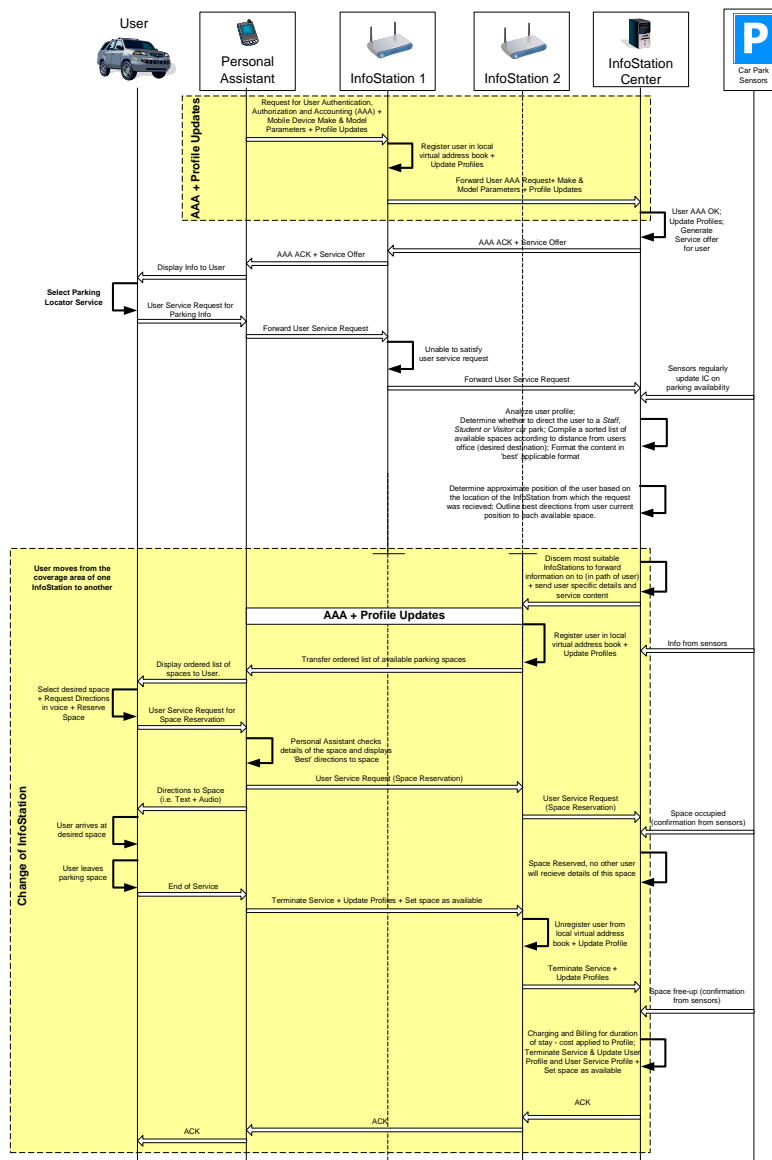 User
Personal
Assistant
InfoStation 1
InfoStation 2
InfoStation
Center
P
Car Park
Sensors
AAA + Profile Updates
Request for User Authentication,
Authorization and Accounting (AAA) +
Mobile Device Make & Model
Parameters + Profile Updates
Register user in local
virtual address book +
Update Profiles
Forward User AAA Request+ Make &
Model Parameters + Profile Updates
User AAA OK;
Update Profiles;
Generate
Service offer
for user
AAA ACK + Service Offer
AAA ACK + Service Offer
Display Info to User
Select Parking
Locator Service
User Service Request for
Parking Info
Forward User Service Request
Unable to satisfy
user service request
Forward User Service Request
Sensors regularly
update IC on
parking availability
Analyze user profile;
Determine whether to direct the user to a Staff,
Student or Visitor car park; Compile a sorted list of
available spaces according to distance from users
office (desired destination); Format the content in
'best' applicable format
Determine approximate position of the user based on
the location of the InfoStation from which the request
was recieved; Outline best directions from user current
position to each available space.
Change of InfoStation
User moves from the
coverage area of one
InfoStation to another
Discern most suitable
InfoStations to forward
information on to (in path of user)
+ send user specific details and
service content
AAA + Profile Updates
Register user in local
virtual address book +
Update Profiles
Info from sensors
Transfer ordered list of available parking spaces
Display ordered list of
spaces to User.
Select desired space
+ Request Directions
in voice + Reserve
Space
User Service Request for
Space Reservation
Personal Assistant checks
details of the space and displays
'Best' directions to space
User Service Request (Space Reservation)
Directions to Space
(i.e. Text + Audio)
User Service Request
(Space Reservation)
Space occupied
(confirmation from sensors)
User arrives at
desired space
Space Reserved, no other user
will recieve details of this space
User leaves
parking space
End of Service
Terminate Service + Update Profiles + Set space as available
Unregister user from
local virtual address
book + Update Profile
Terminate Service +
Update Profiles
Space free-up (confirmation
from sensors)
Charging and Billing for duration
of stay - cost applied to Profile;
Terminate Service & Update User
Profile and User Service Profile +
Set space as available
ACK
ACK
ACK